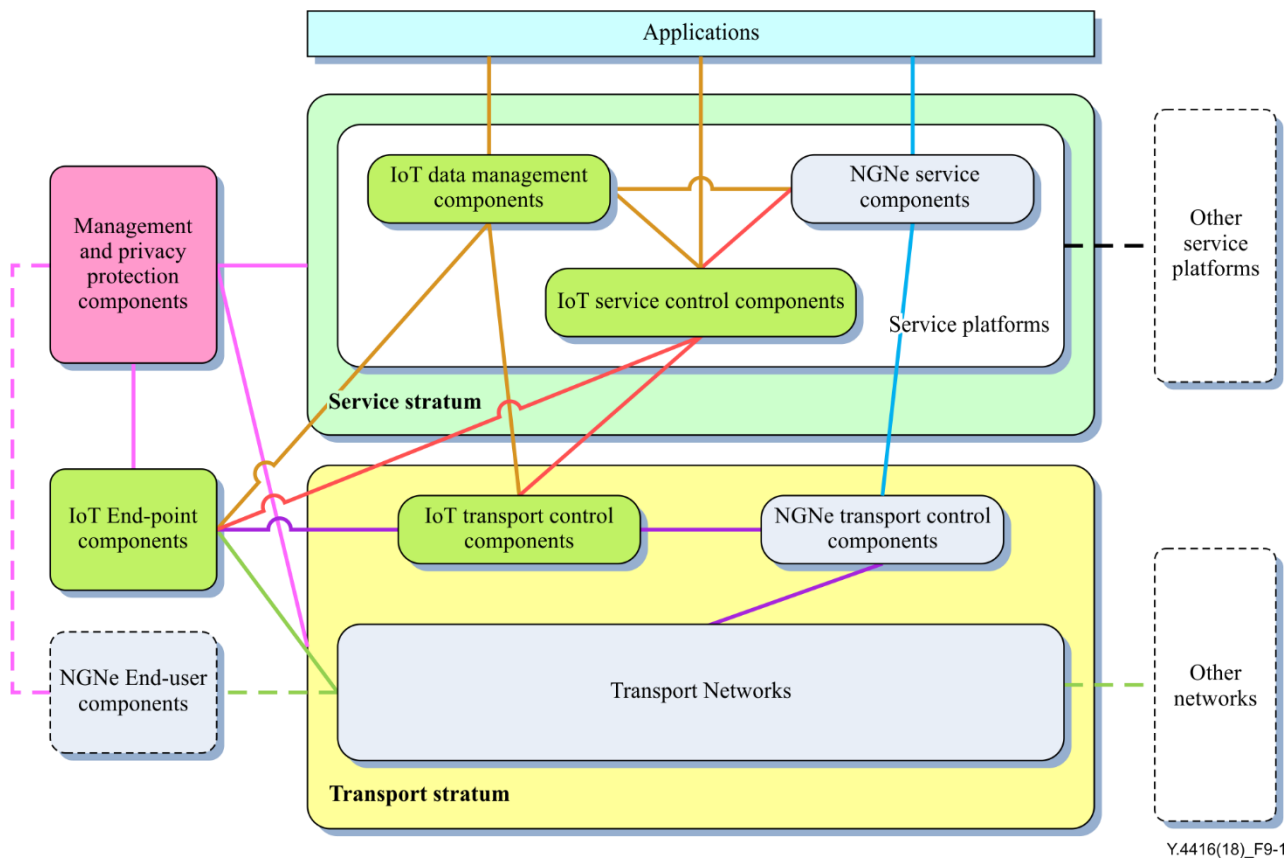 Applications
IoT data management
components
NGNe service
components
Management
and privacy
protection
components
Other
service
platforms
IoT service control components
Service platforms
Service stratum
IoT End-point
components
IoT transport control
components
NGNe transport control
components
NGNe End-user
components
Transport Networks
Other
networks
Transport stratum
Y.4416(18)_F9-1